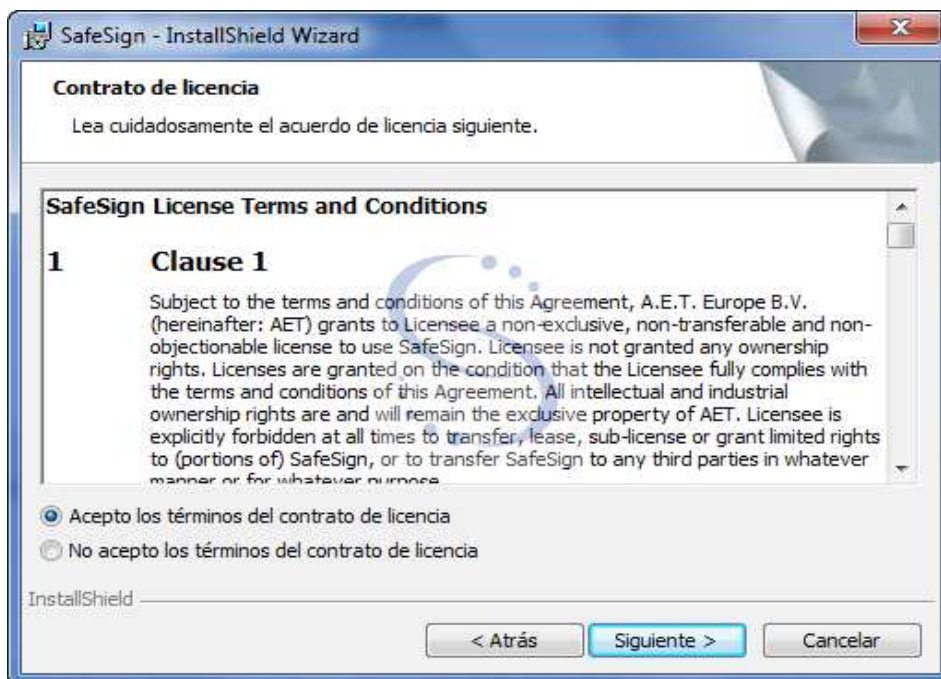 SafeSign - InstallShield Wizard
Contrato de licencia
Lea cuidadosamente el acuerdo de licencia siguiente.
SafeSign License Terms and Conditions
1 Clause 1
Subject to the terms and conditions of this Agreement, A.E.T. Europe B.V.
(hereinafter: AET) grants to Licensee a non-exclusive, non-transferable and non-
objectionable license to use SafeSign. Licensee is not granted any ownership
rights. Licenses are granted on the condition that the Licensee fully complies with
the terms and conditions of this Agreement. All intellectual and industrial
ownership rights are and will remain the exclusive property of AET. Licensee is
explicitly forbidden at all times to transfer, lease, sub-license or grant limited rights
to (portions of) SafeSign, or to transfer SafeSign to any third parties in whatever
manner or for whatever purpose
Acepto los términos del contrato de licencia
No acepto los términos del contrato de licencia
InstallShield
< Atrás Siguiente > Cancelar